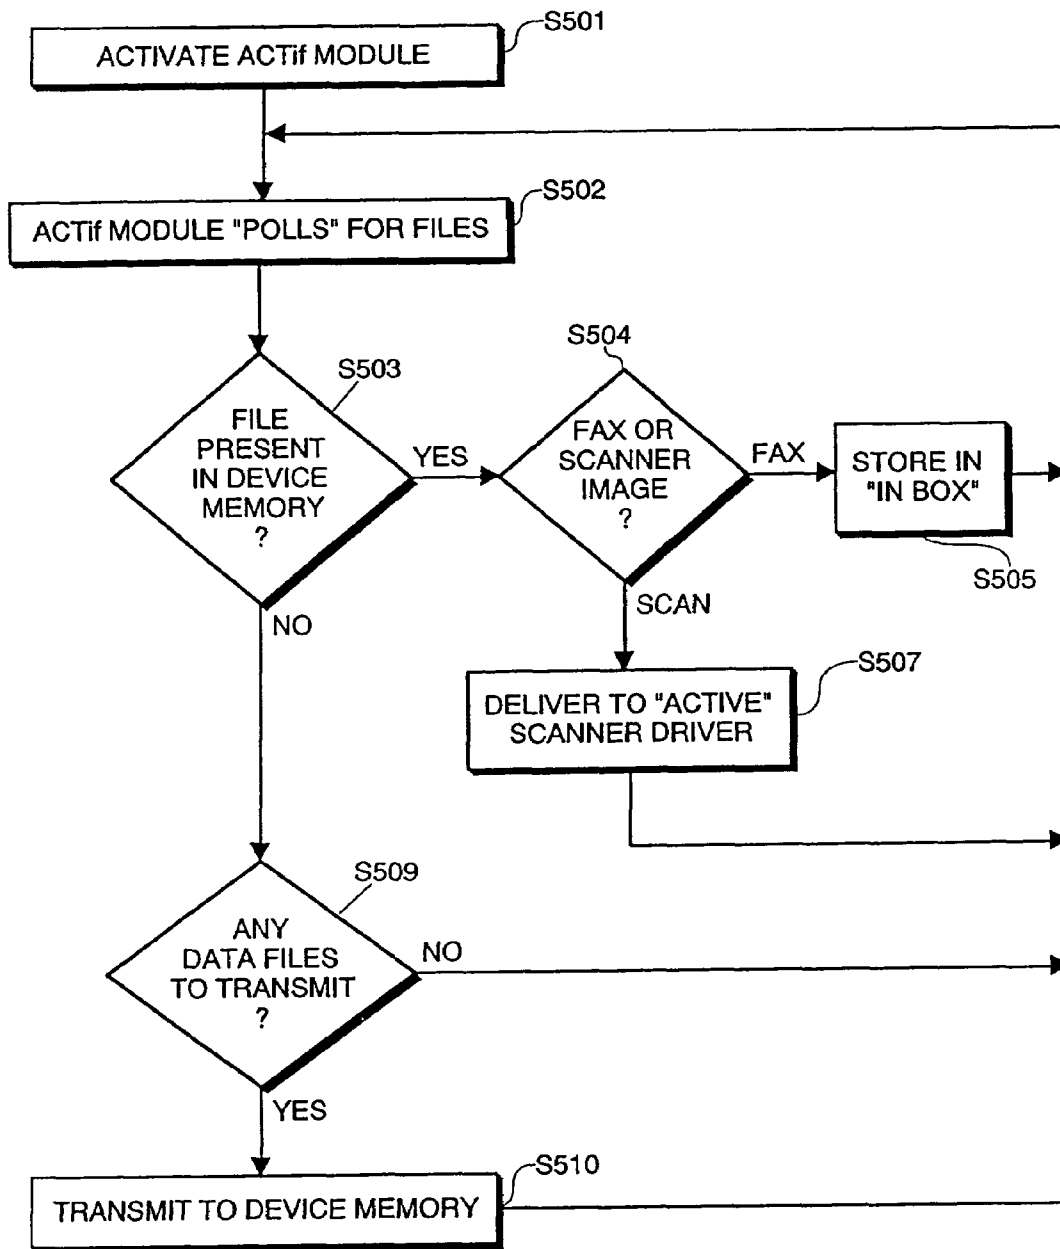 S501
ACTIVATE ACTif MODULE
S502
ACTif MODULE "POLLS" FOR FILES
S503
FILE
PRESENT
IN DEVICE
MEMORY
?
YES
NO
S504
FAX OR
SCANNER
IMAGE
?
FAX
SCAN
STORE IN
"IN BOX"
S505
S507
DELIVER TO "ACTIVE"
SCANNER DRIVER
S509
ANY
DATA FILES
TO TRANSMIT
?
NO
YES
S510
TRANSMIT TO DEVICE MEMORY